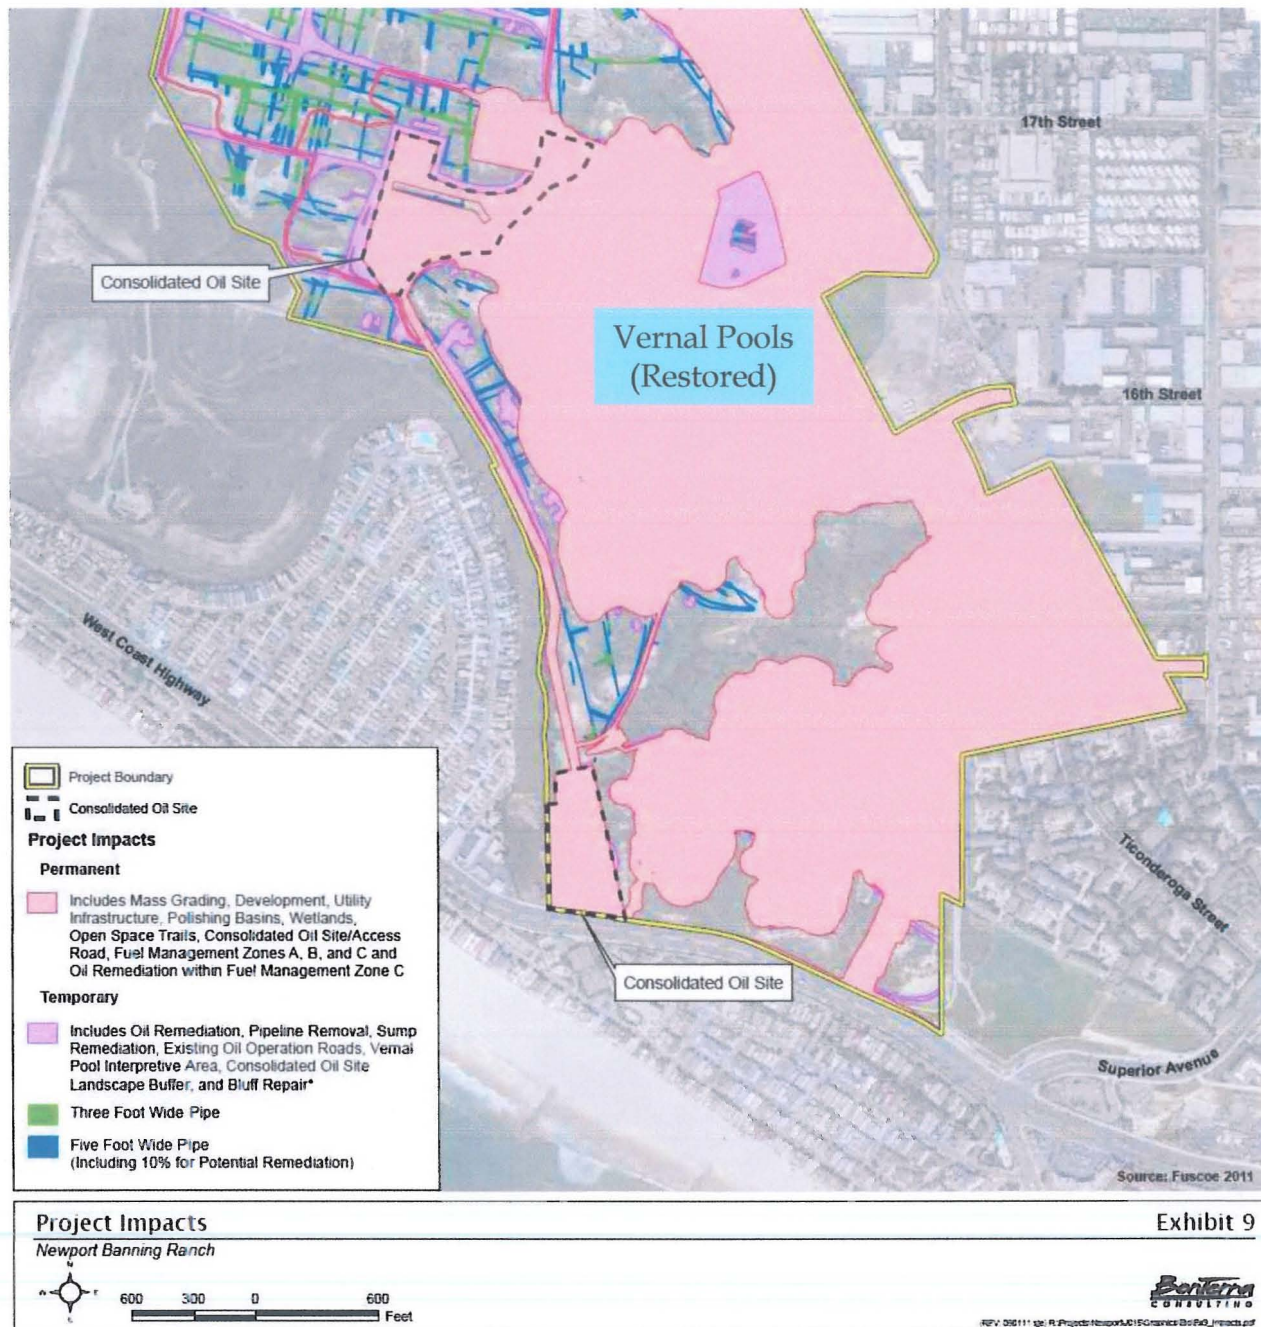 17th Street
Consolidated Oil Site
Vernal Pools
(Restored)
16th Street
West Coast Highway
Ticonderoga Street
Consolidated Oil Site
Superior Avenue
Source: Fuscoe 2011
Project Boundary
Consolidated Oil Site
Project Impacts
Permanent
Includes Mass Grading, Development, Utility
Infrastructure, Polishing Basins, Wetlands,
Open Space Trails, Consolidated Oil Site/Access
Road, Fuel Management Zones A, B, and C and
Oil Remediation within Fuel Management Zone C
Temporary
Includes Oil Remediation, Pipeline Removal, Sump
Remediation, Existing Oil Operation Roads, Vernal
Pool Interpretive Area, Consolidated Oil Site
Landscape Buffer, and Bluff Repair*
Three Foot Wide Pipe
Five Foot Wide Pipe
(Including 10% for Potential Remediation)
Project Impacts
Exhibit 9
Newport Banning Ranch
600 300 0 600
Feet
BonTerra
CONSULTING